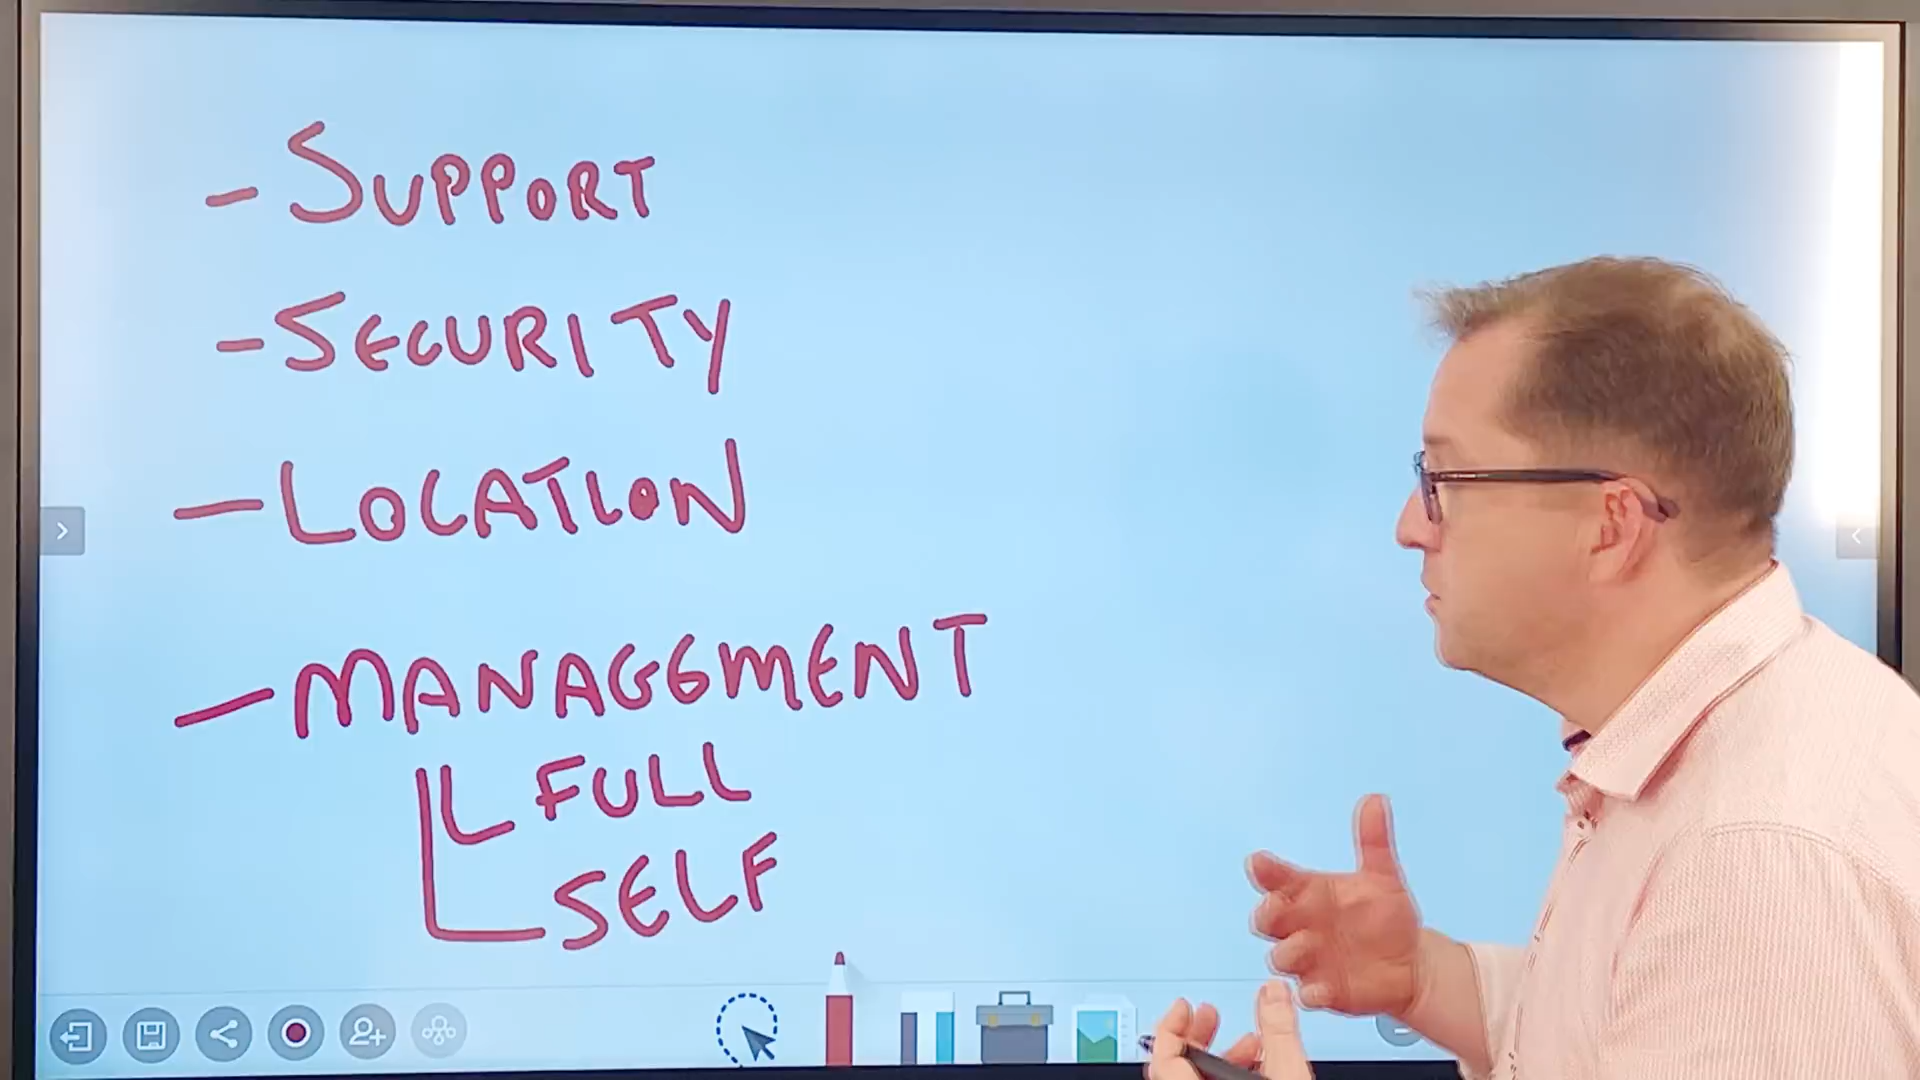 - SUPPORT
- SECURITY
- LOCATION
- MANAGEMENT
FULL
SELF